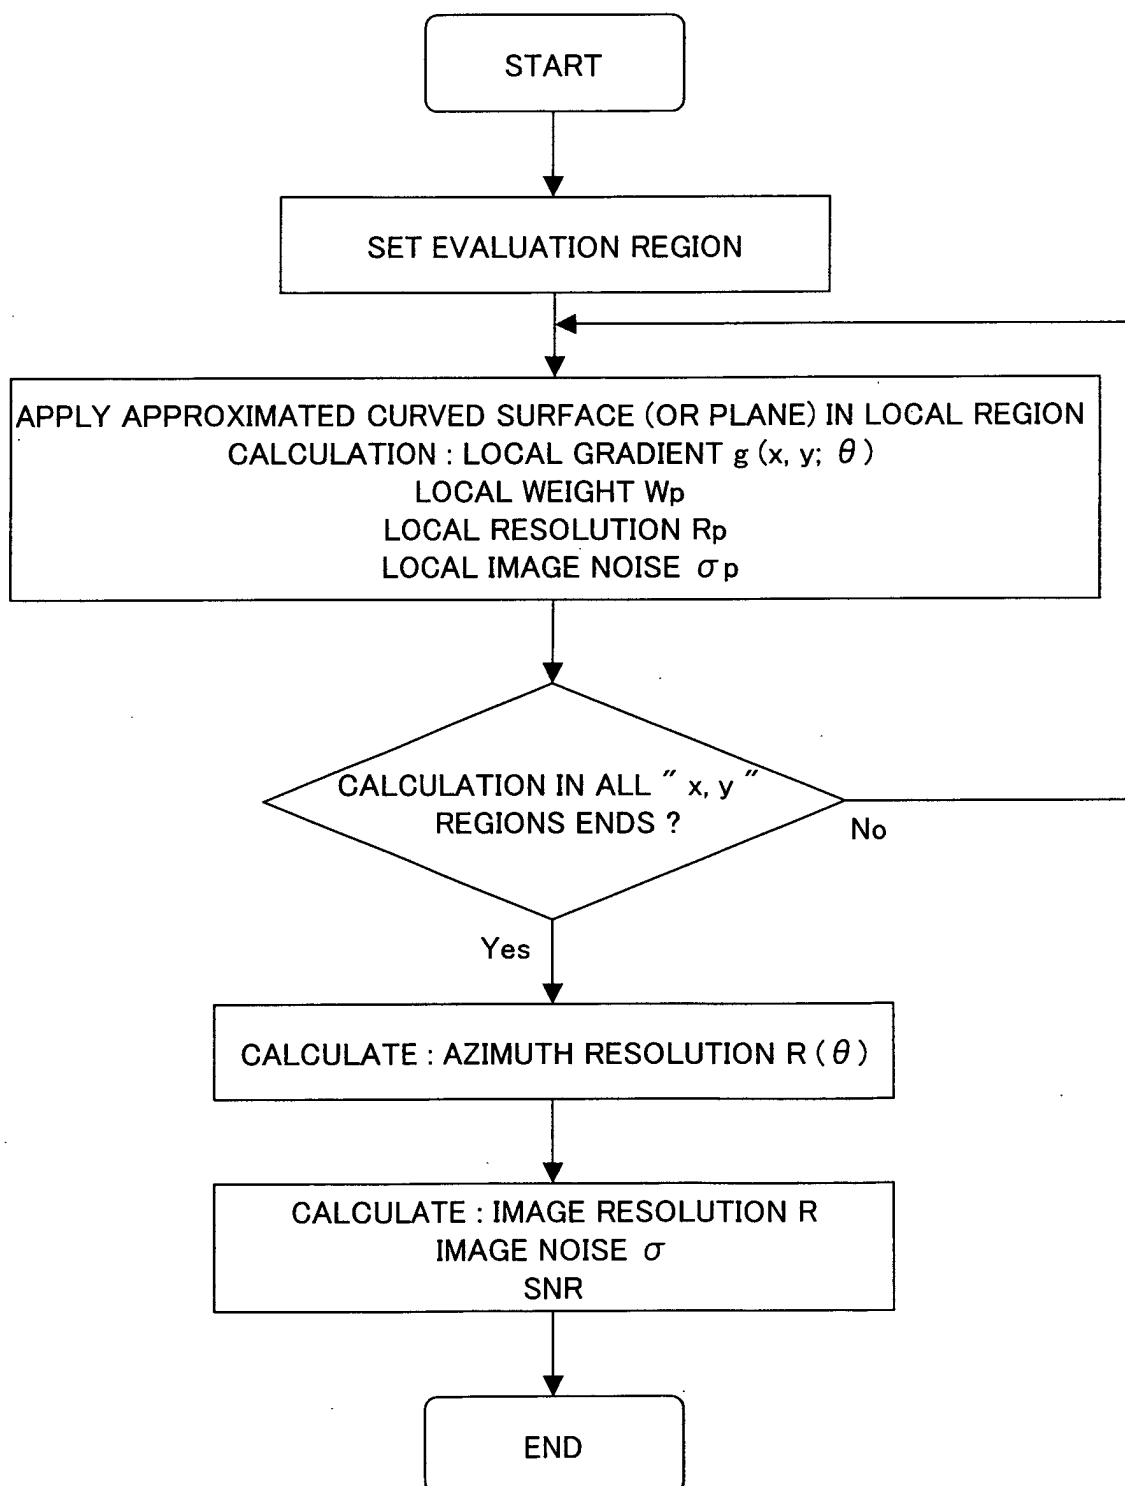 START
SET EVALUATION REGION
APPLY APPROXIMATED CURVED SURFACE (OR PLANE) IN LOCAL REGION
CALCULATION : LOCAL GRADIENT g (x, y; θ)
LOCAL WEIGHT Wp
LOCAL RESOLUTION Rp
LOCAL IMAGE NOISE σp
CALCULATION IN ALL " x, y "
REGIONS ENDS ?
No
Yes
CALCULATE : AZIMUTH RESOLUTION R (θ)
CALCULATE : IMAGE RESOLUTION R
IMAGE NOISE σ
SNR
END